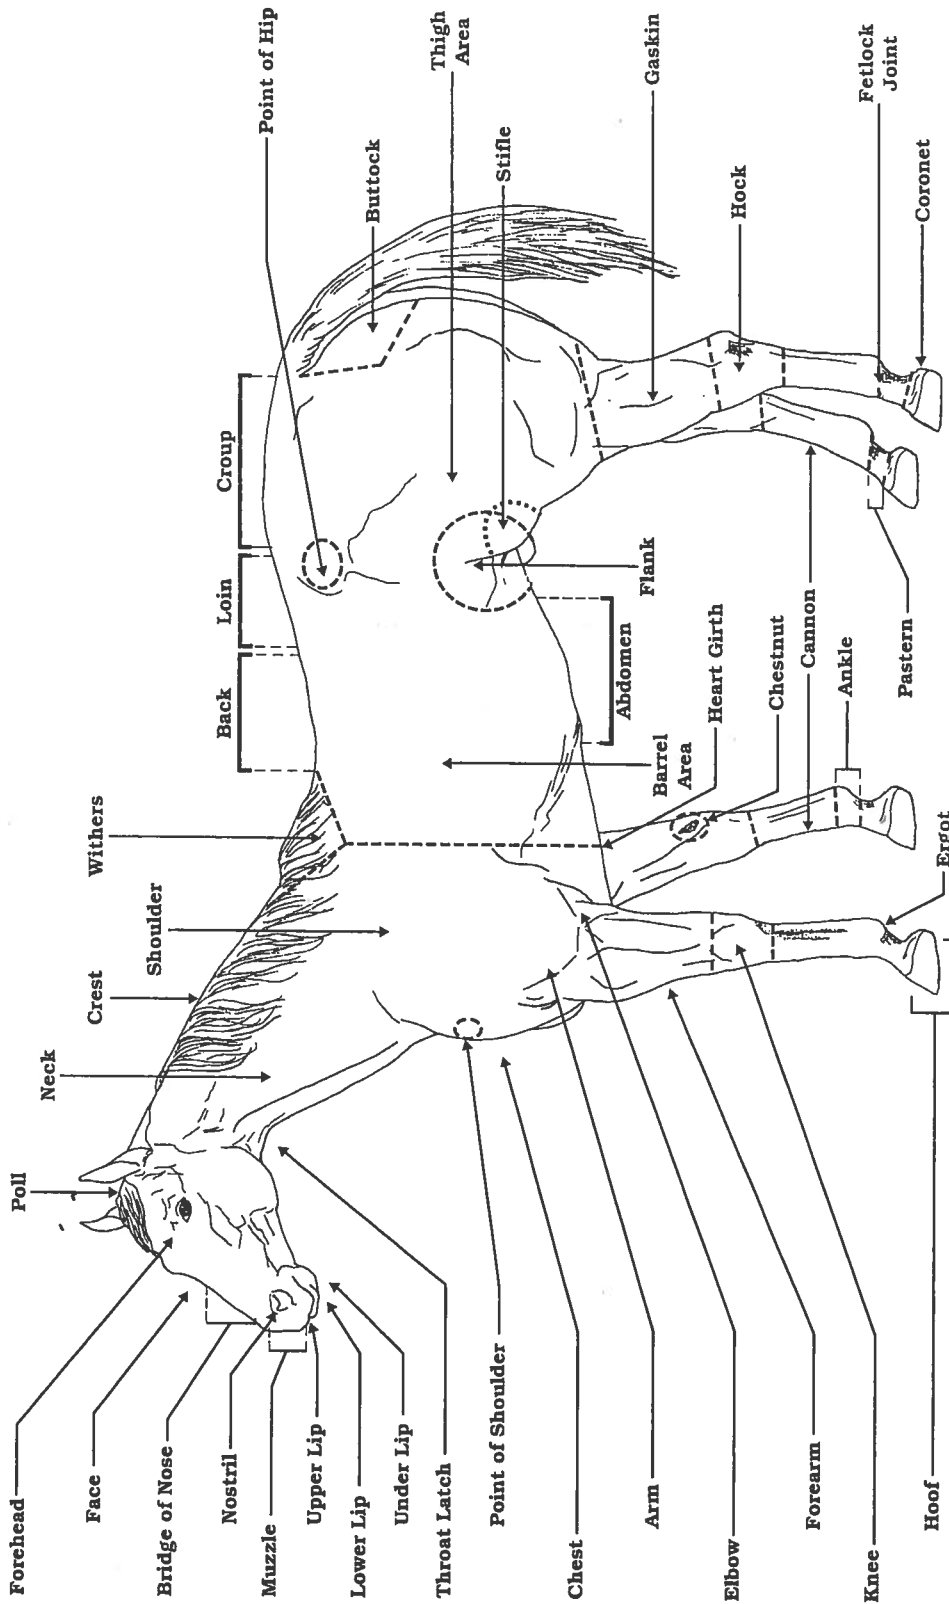 Forehead
Face
Bridge of Nose
Nostril
Muzzle
Upper Lip
Lower Lip
Under Lip
Throat Latch
Point of Shoulder
Chest
Arm
Elbow
Forearm
Knee
Hoof
Poll
Neck
Crest
Shoulder
Withers
Back
Loin
Croup
Point of Hip
Buttock
Thigh
Area
Stifle
Gaskin
Hock
Fetlock
Joint
Coronet
Flank
Abdomen
Barrel
Area
Heart Girth
Chestnut
Cannon
Ankle
Pastern
Ergot